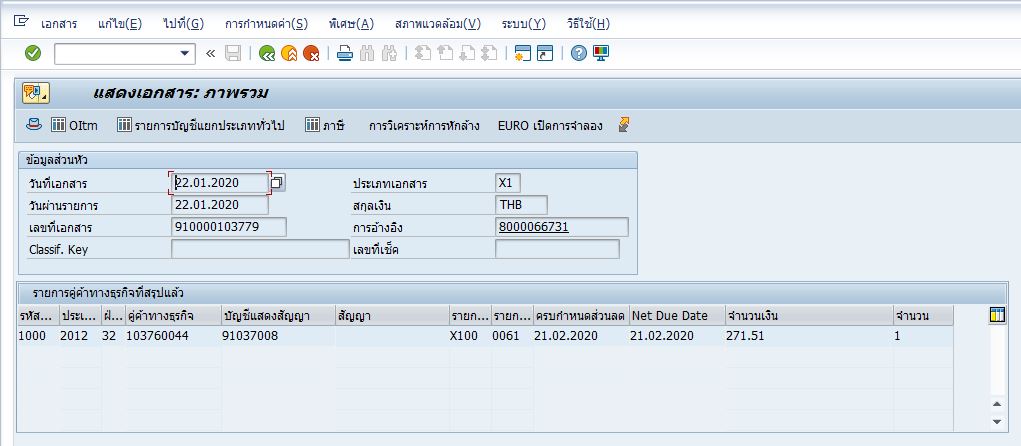 เอกสาร แก้ไข(E) ไปที่(G) การกำหนดค่า(S) พิเศษ(A) สภาพแวดล้อม(V) ระบบ(Y) วิธีใช้(H)
แสดงเอกสาร: ภาพรวม
OItm รายการบัญชีแยกประเภททั่วไป ภาษี การวิเคราะห์การหักล้าง EURO เปิดการจำลอง
ข้อมูลส่วนหัว
วันที่เอกสาร 22.01.2020 ประเภทเอกสาร X1
วันผ่านรายการ 22.01.2020 สกุลเงิน THB
เลขที่เอกสาร 910000103779 การอ้างอิง 8000066731
Classif. Key เลขที่เช็ค
รายการคู่ค้าทางธุรกิจที่สรุปแล้ว
รหัส... ประเ... ฝ่... คู่ค้าทางธุรกิจ บัญชีแสดงสัญญา สัญญา รายก... รายก... ครบกำหนดส่วนลด Net Due Date จำนวนเงิน จำนวน
1000 2012 32 103760044 91037008 X100 0061 21.02.2020 21.02.2020 271.51 1